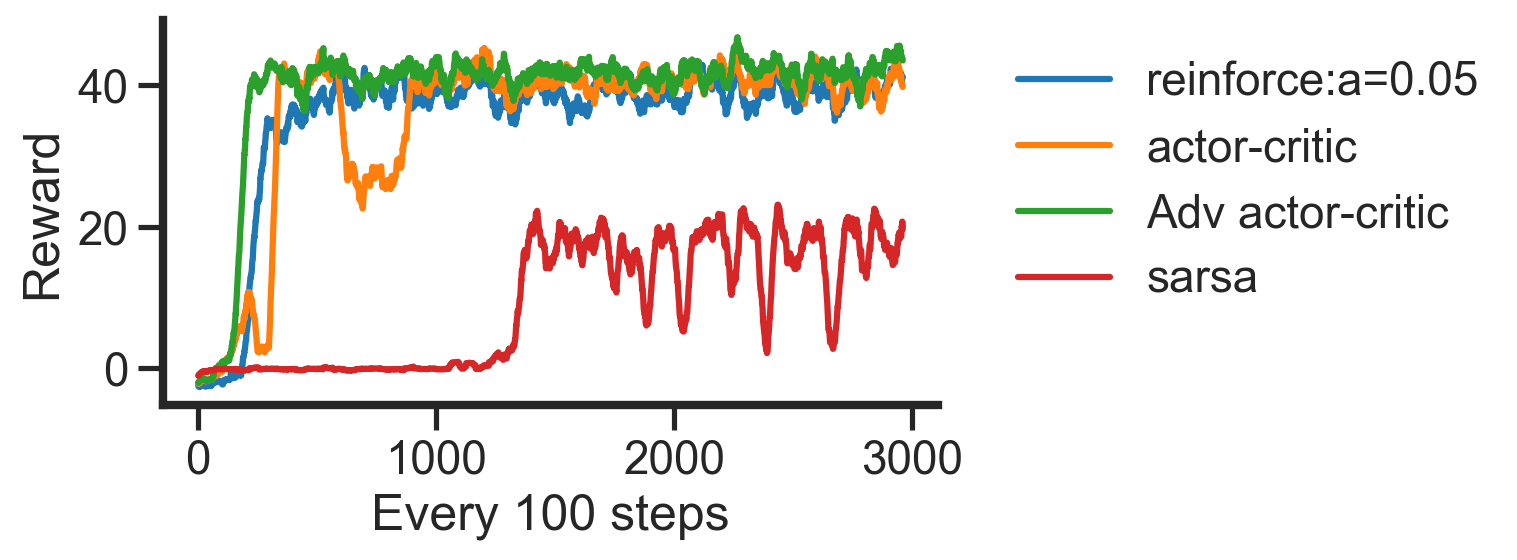 Reward
40
20
0
0 1000 2000 3000
Every 100 steps
reinforce:a=0.05
actor-critic
Adv actor-critic
sarsa